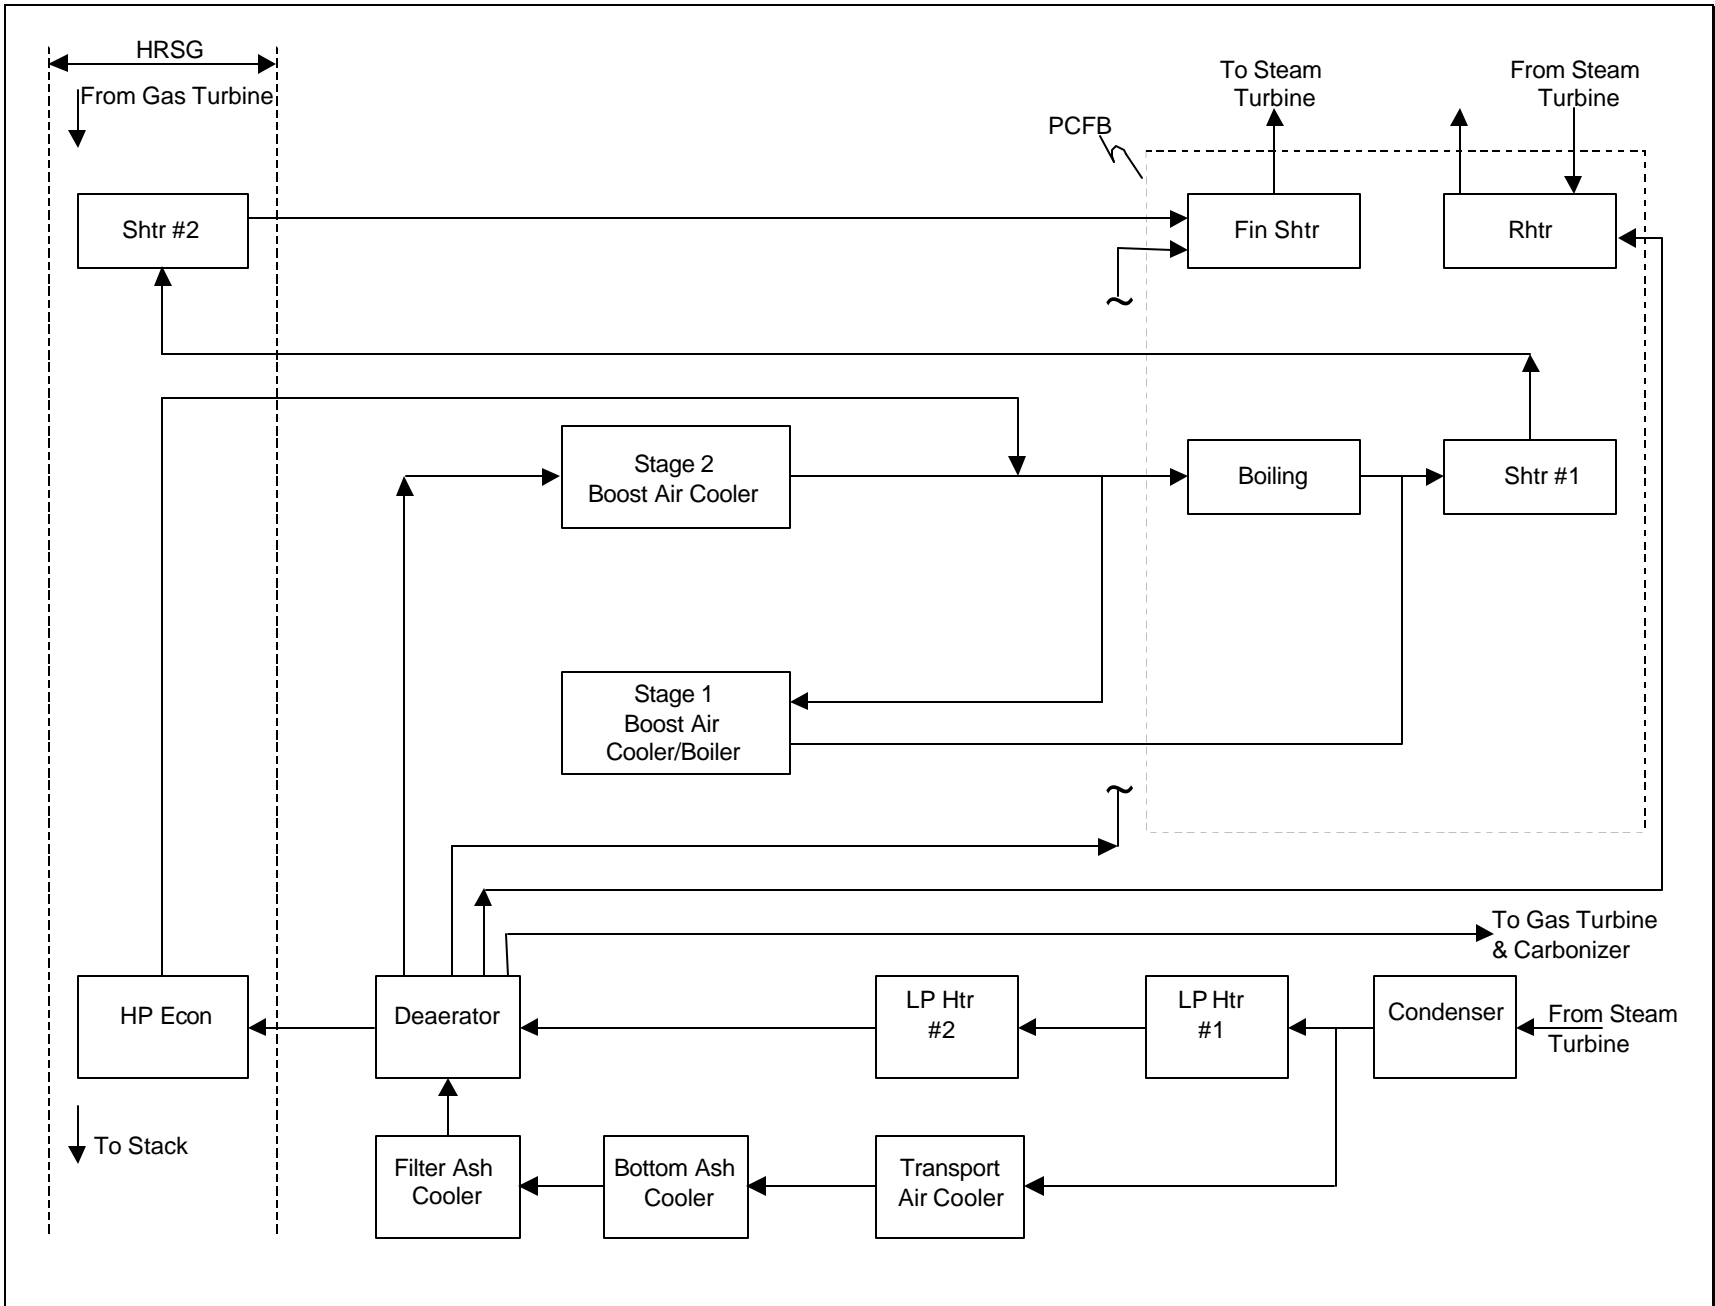 HRSG
From Gas Turbine
To Steam
Turbine
From Steam
Turbine
PCFB
Shtr #2
Fin Shtr
Rhtr
Stage 2
Boost Air Cooler
Boiling
Shtr #1
Stage 1
Boost Air
Cooler/Boiler
To Gas Turbine
& Carbonizer
HP Econ
Deaerator
LP Htr
#2
LP Htr
#1
Condenser
From Steam
Turbine
To Stack
Filter Ash
Cooler
Bottom Ash
Cooler
Transport
Air Cooler